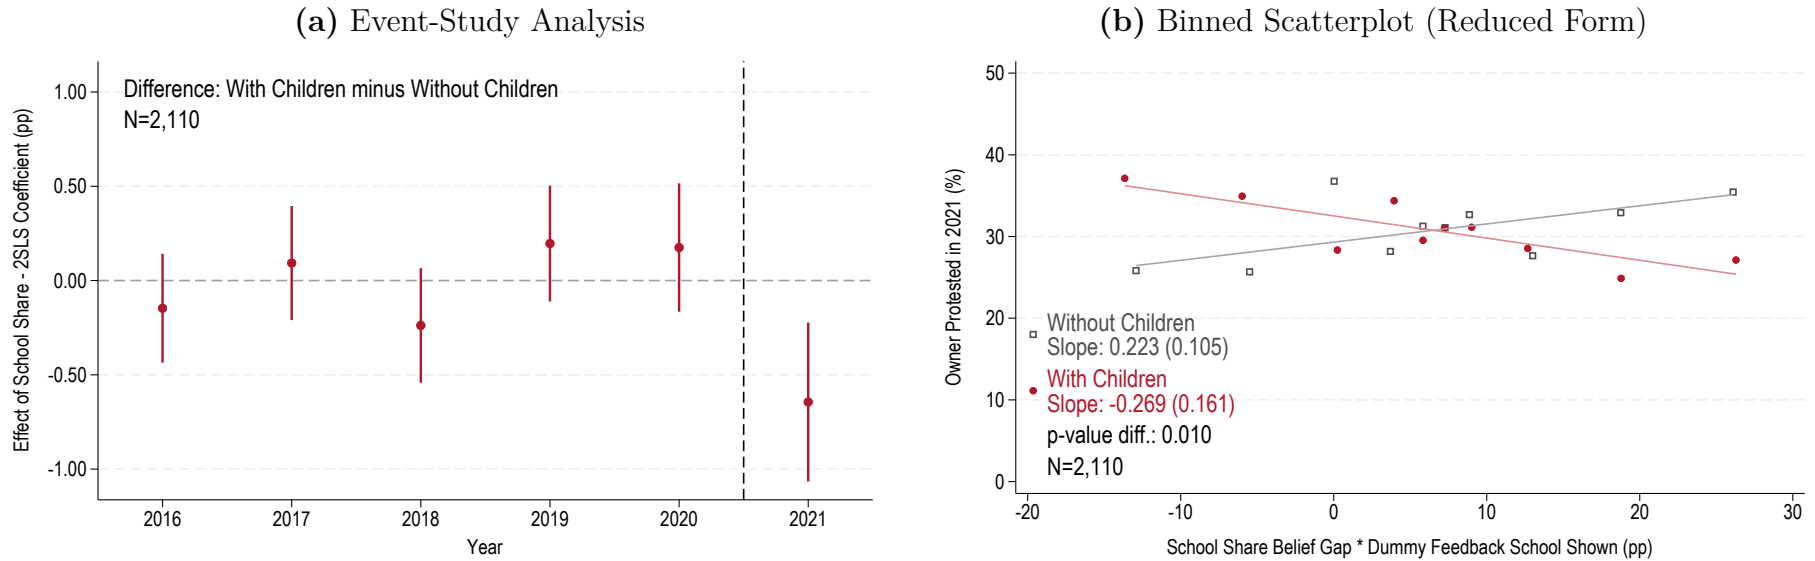 (a) Event-Study Analysis
Difference: With Children minus Without Children
N=2,110
Effect of School Share - 2SLS Coefficient (pp)
1.00
0.50
0.00
-0.50
-1.00
2016 2017 2018 2019 2020 2021
Year
(b) Binned Scatterplot (Reduced Form)
Owner Protested in 2021 (%)
50
40
30
20
10
0
Without Children
Slope: 0.223 (0.105)
With Children
Slope: -0.269 (0.161)
p-value diff.: 0.010
N=2,110
-20 -10 0 10 20 30
School Share Belief Gap * Dummy Feedback School Shown (pp)